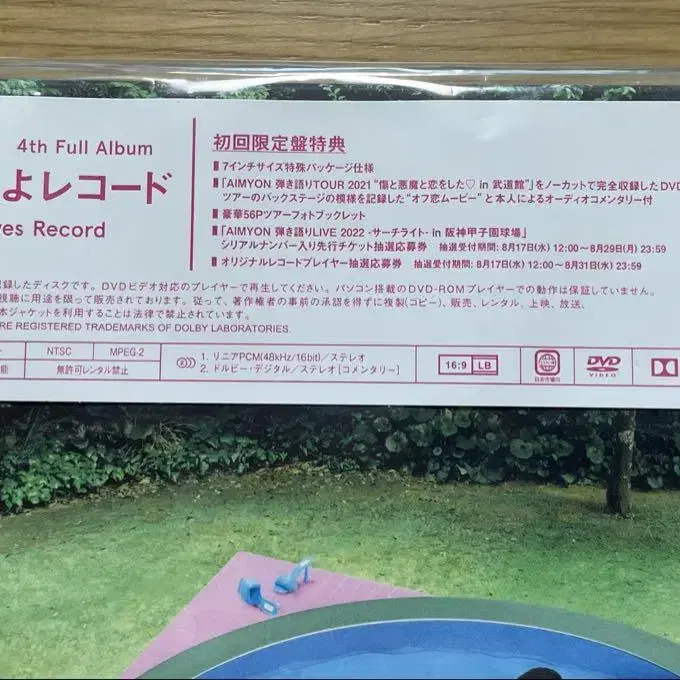 4th Full Album
よレコード
ves Record
初回限定盤特典
7インチサイズ特殊パッケージ仕様
「AIMYON 弾き語りTOUR 2021 “傷と悪魔と恋をした♡ in 武道館”」をノーカットで完全収録したDVD
ツアーのバックステージの模様を記録した“オフ恋ムービー”と本人によるオーディオコメンタリー付
豪華56Pツアーフォトブックレット
「AIMYON 弾き語りLIVE 2022 -サーチライト- in 阪神甲子園球場」
シリアルナンバー入り先行チケット抽選応募券 抽選受付期間: 8月17日(水) 12:00〜8月29日(月) 23:59
オリジナルレコードプレイヤー抽選応募券 抽選受付期間: 8月17日(水) 12:00〜8月31日(水) 23:59
録したディスクです。DVDビデオ対応のプレイヤーで再生してください。パソコン搭載のDVD-ROMプレイヤーでの動作は保証していません。
視聴に用途を限って販売されております。従って、著作権者の事前の承認を得ずに複製(コピー)、販売、レンタル、上映、放送、
本ジャケットを利用することは法律で禁止されています。
RE REGISTERED TRADEMARKS OF DOLBY LABORATORIES.
NTSC MPEG-2
能 無許可レンタル禁止
1. リニアPCM(48kHz/16bit)/ステレオ
2. ドルビー・デジタル/ステレオ [コメンタリー]
16:9 LB
日本市場向
DVD
VIDEO